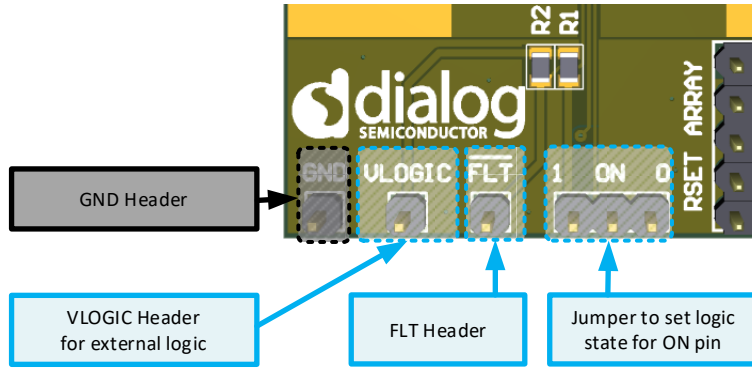 R2
R1
dialog
SEMICONDUCTOR
GND
VLOGIC
FLT
1 ON 0
RSET ARRAY
GND Header
VLOGIC Header
for external logic
FLT Header
Jumper to set logic
state for ON pin